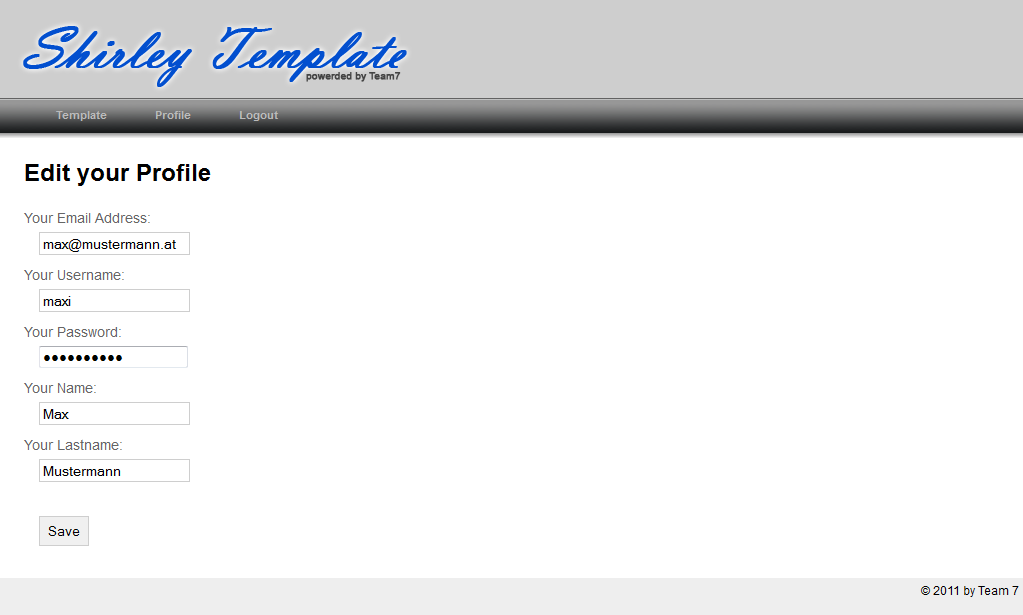 Shirley Template
powerded by Team7
Template Profile Logout
Edit your Profile
Your Email Address:
max@mustermann.at
Your Username:
maxi
Your Password:
••••••••••
Your Name:
Max
Your Lastname:
Mustermann
Save
© 2011 by Team 7